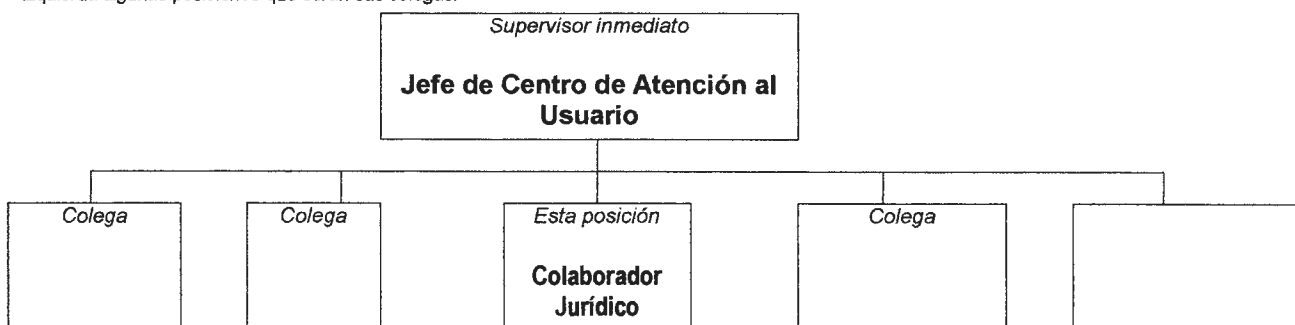 Supervisor inmediato
Jefe de Centro de Atención al
Usuario
Colega
Colega
Esta posición
Colega
Colaborador
Jurídico